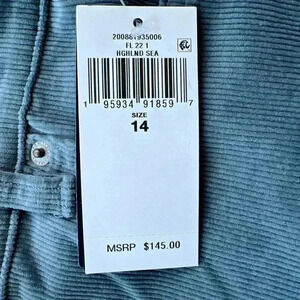 200881935006
FL 22 1
HGHLND SEA
1 95934 91859 7
SIZE
14
MSRP $145.00